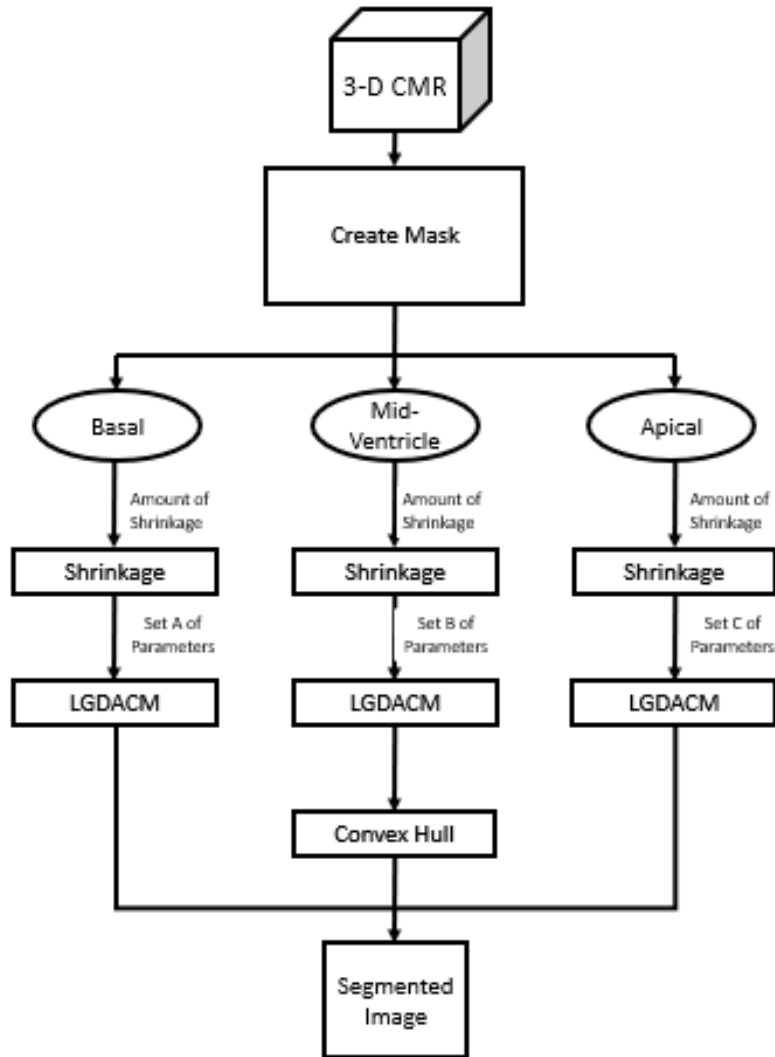 3-D CMR
Create Mask
Basal
Mid-
Ventricle
Apical
Amount of
Shrinkage
Amount of
Shrinkage
Amount of
Shrinkage
Shrinkage
Shrinkage
Shrinkage
Set A of
Parameters
Set B of
Parameters
Set C of
Parameters
LGDACM
LGDACM
LGDACM
Convex Hull
Segmented
Image